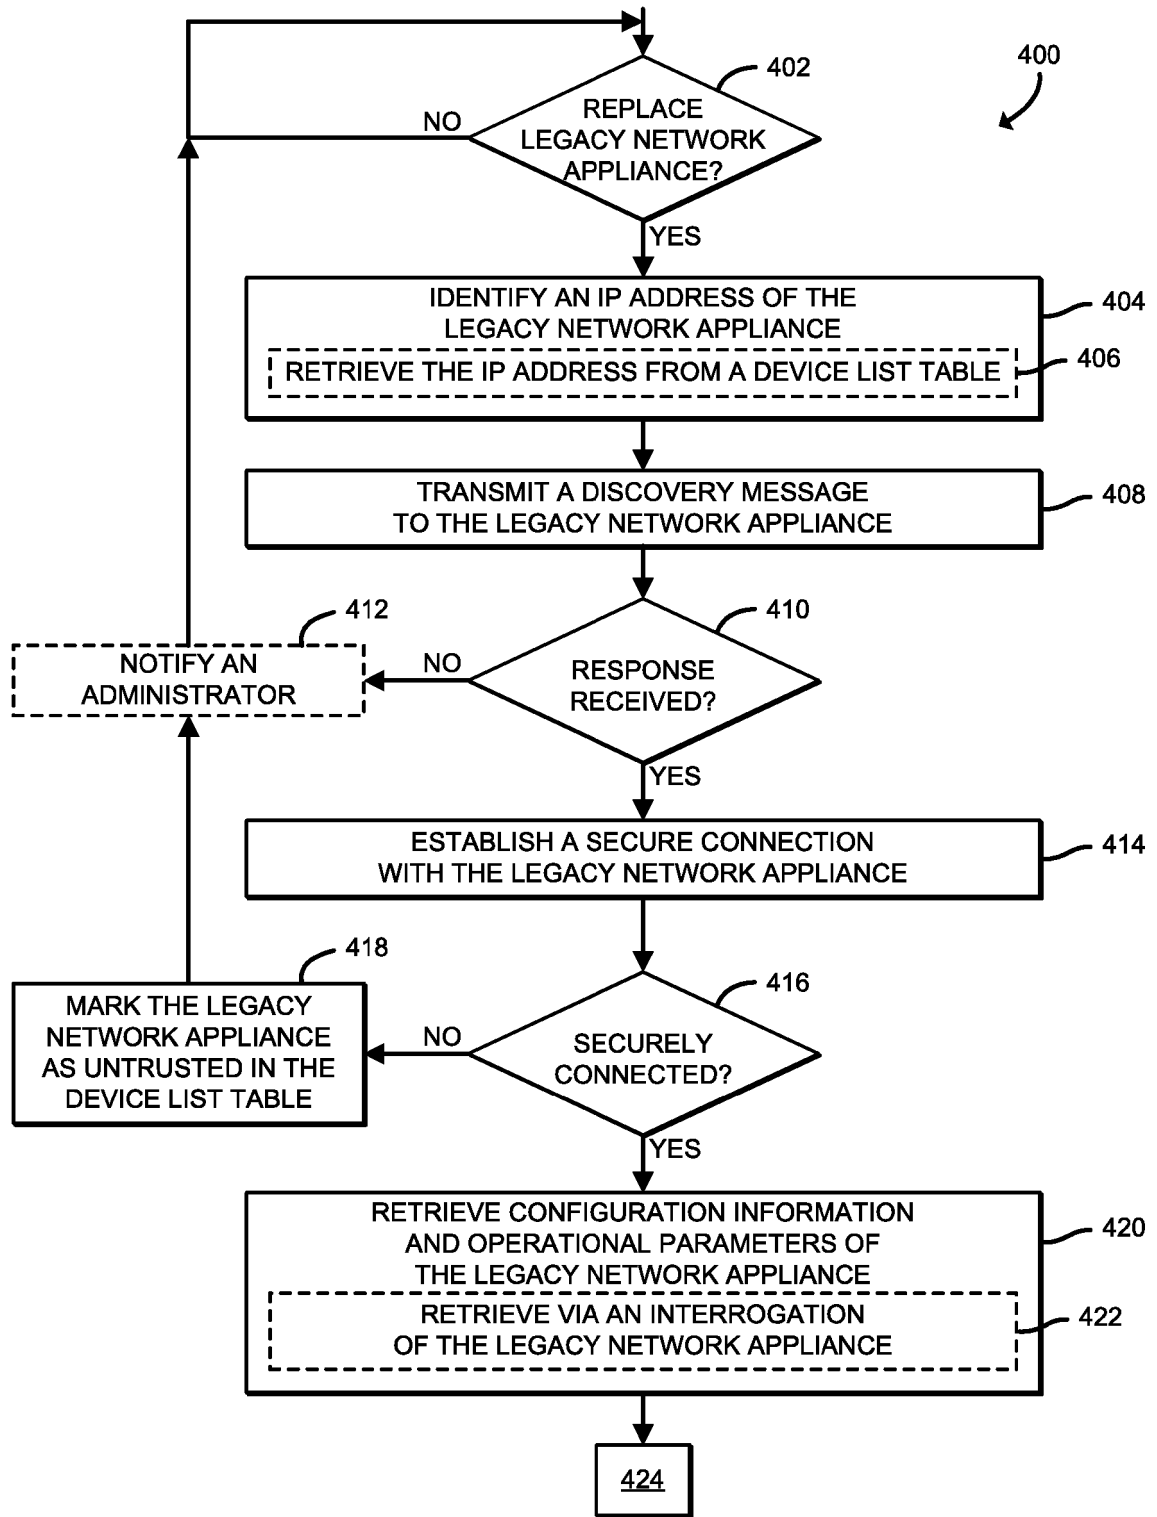 402
400
REPLACE
LEGACY NETWORK
APPLIANCE?
NO
YES
IDENTIFY AN IP ADDRESS OF THE
LEGACY NETWORK APPLIANCE
404
RETRIEVE THE IP ADDRESS FROM A DEVICE LIST TABLE
406
TRANSMIT A DISCOVERY MESSAGE
TO THE LEGACY NETWORK APPLIANCE
408
410
412
RESPONSE
RECEIVED?
NO
NOTIFY AN
ADMINISTRATOR
YES
ESTABLISH A SECURE CONNECTION
WITH THE LEGACY NETWORK APPLIANCE
414
416
418
SECURELY
CONNECTED?
NO
MARK THE LEGACY
NETWORK APPLIANCE
AS UNTRUSTED IN THE
DEVICE LIST TABLE
YES
RETRIEVE CONFIGURATION INFORMATION
AND OPERATIONAL PARAMETERS OF
THE LEGACY NETWORK APPLIANCE
420
RETRIEVE VIA AN INTERROGATION
OF THE LEGACY NETWORK APPLIANCE
422
424